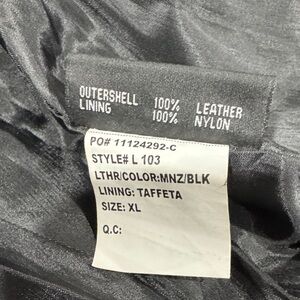 OUTERSHELL 100% LEATHER
LINING 100% NYLON
PO# 11124292-C
STYLE# L 103
LTHR/COLOR:MNZ/BLK
LINING: TAFFETA
SIZE: XL
Q.C: